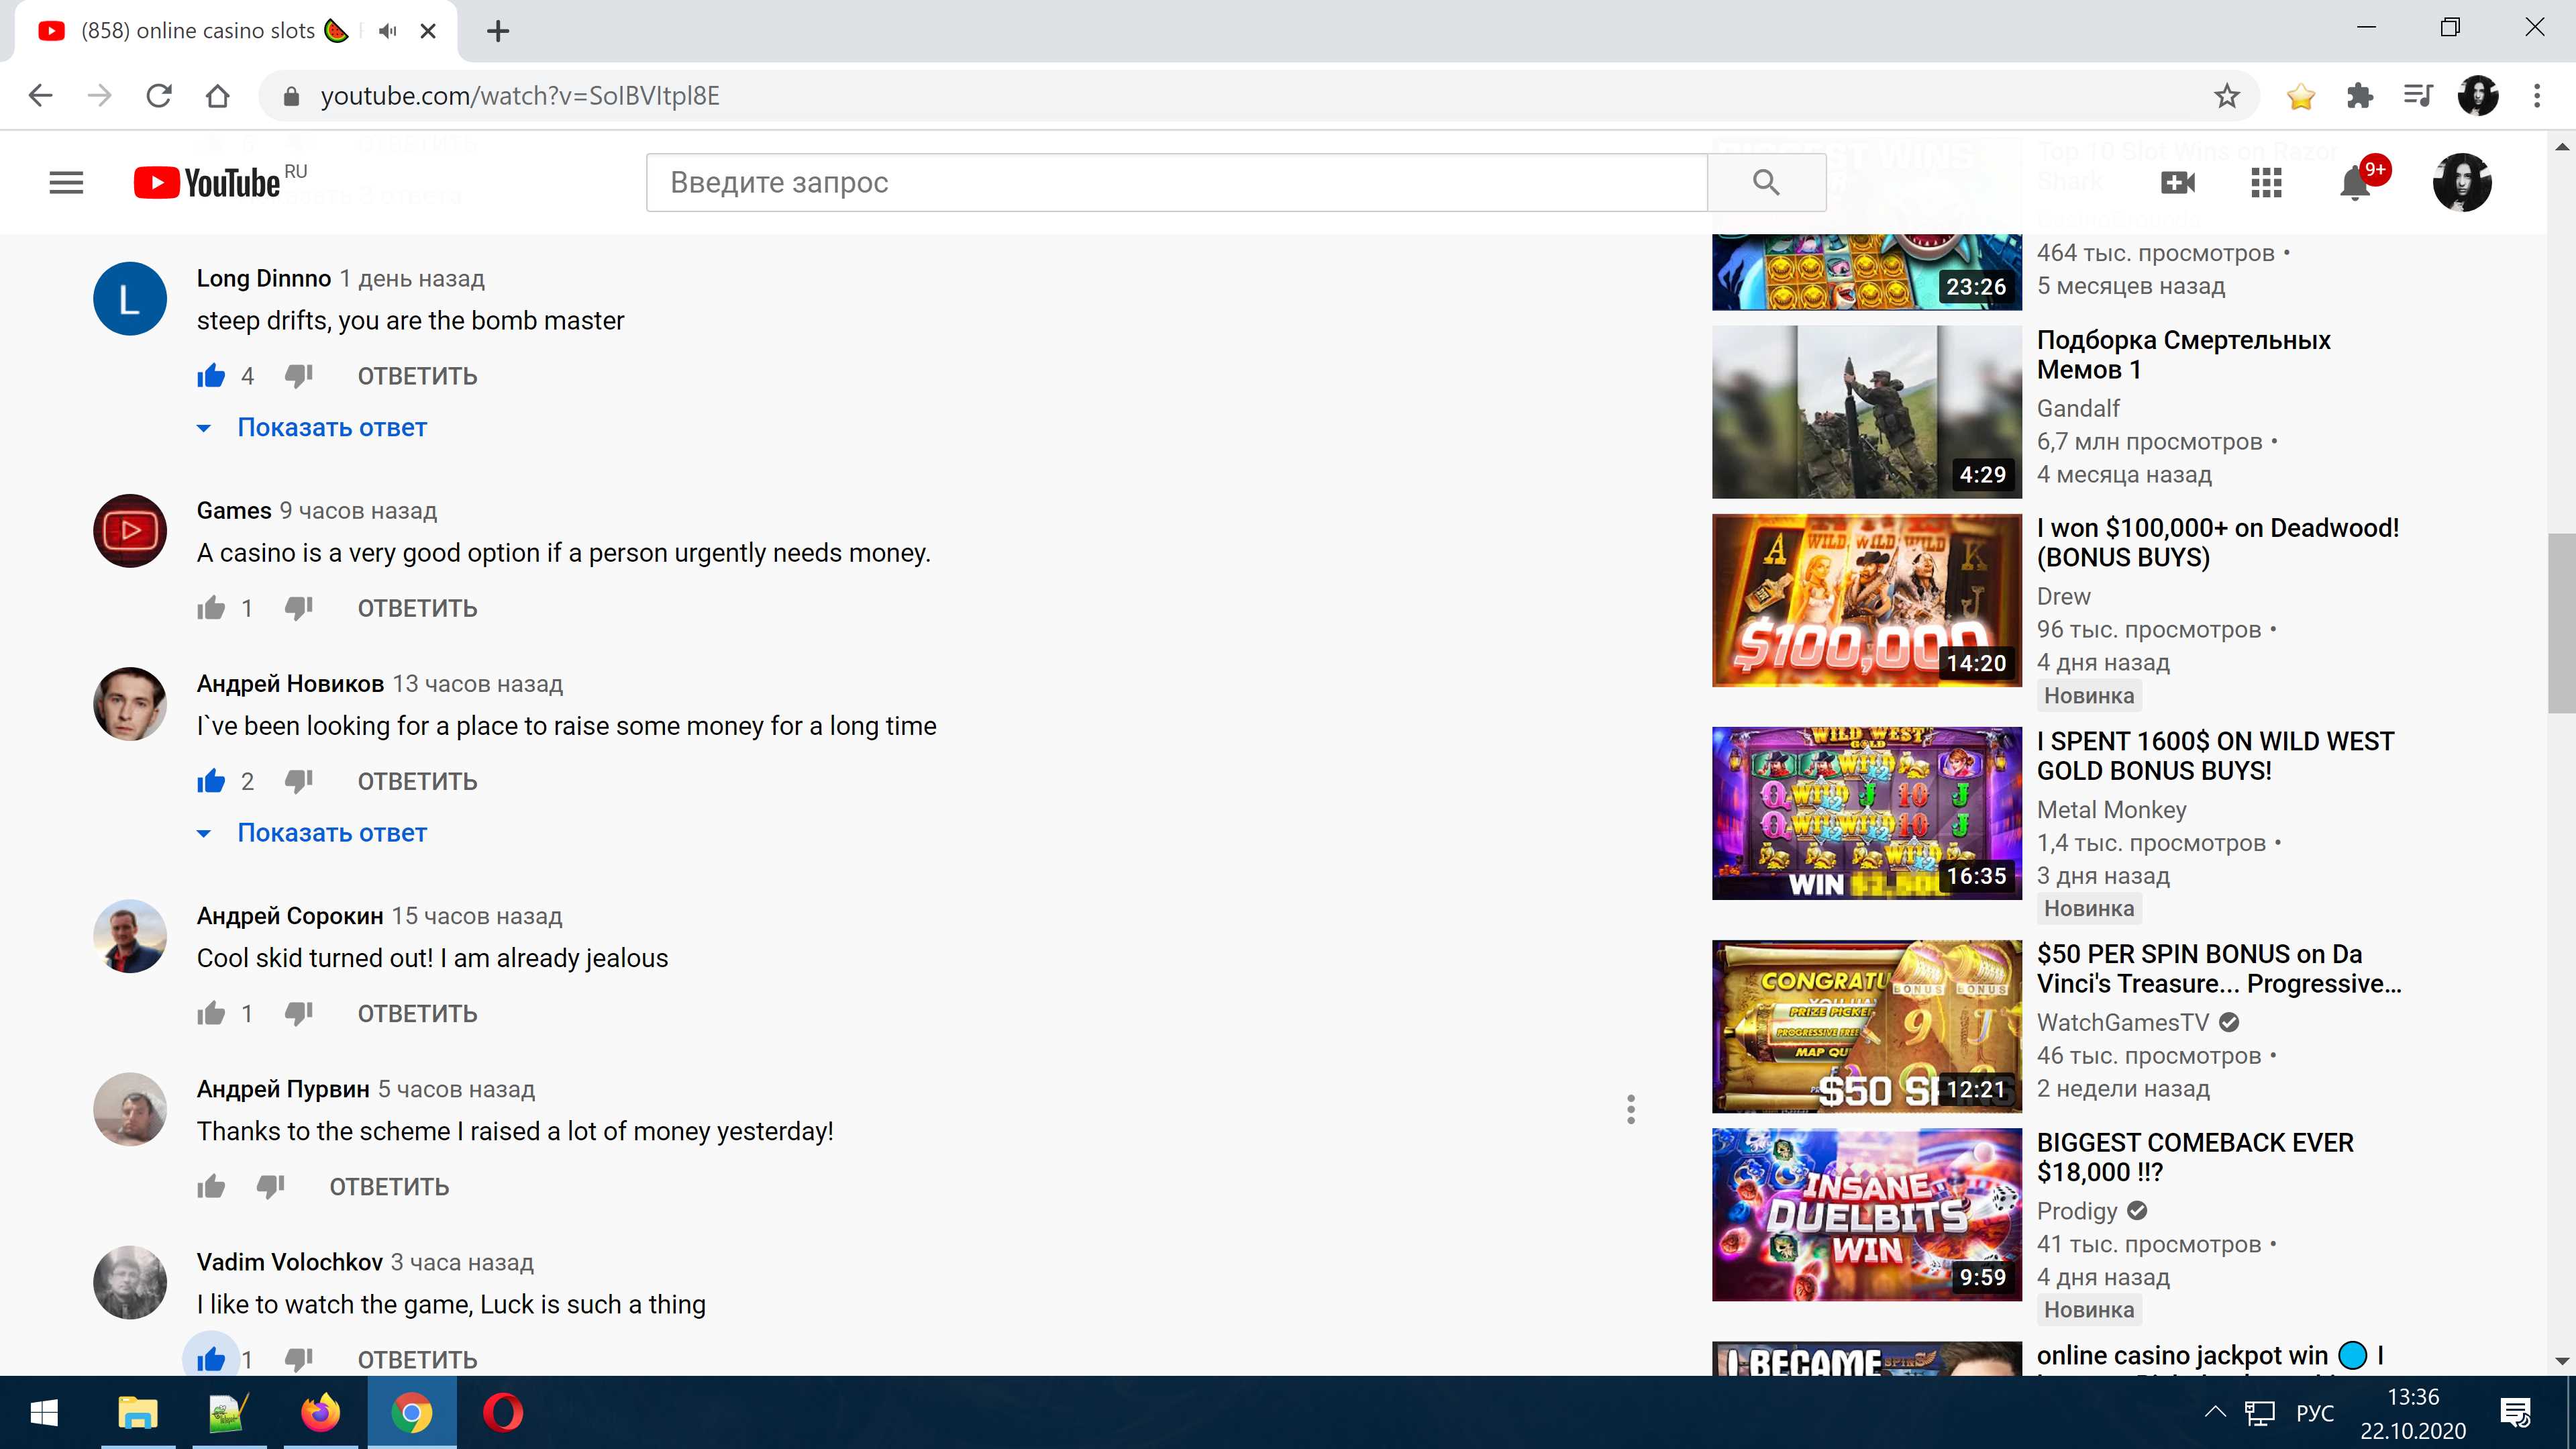 (858) online casino slots
youtube.com/watch?v=SoIBVItpl8E
YouTube RU
Введите запрос
9+
Top 10 Slot Wins on Razor
Shark
464 тыс. просмотров •
5 месяцев назад
23:26
Long Dinnno 1 день назад
steep drifts, you are the bomb master
4 ОТВЕТИТЬ
Показать ответ
Games 9 часов назад
A casino is a very good option if a person urgently needs money.
1 ОТВЕТИТЬ
Андрей Новиков 13 часов назад
I`ve been looking for a place to raise some money for a long time
2 ОТВЕТИТЬ
Показать ответ
Андрей Сорокин 15 часов назад
Cool skid turned out! I am already jealous
1 ОТВЕТИТЬ
Андрей Пурвин 5 часов назад
Thanks to the scheme I raised a lot of money yesterday!
ОТВЕТИТЬ
Vadim Volochkov 3 часа назад
I like to watch the game, Luck is such a thing
1 ОТВЕТИТЬ
4:29
Подборка Смертельных
Мемов 1
Gandalf
6,7 млн просмотров •
4 месяца назад
WILD WILD WILD
A K
J
$100,000
14:20
I won $100,000+ on Deadwood!
(BONUS BUYS)
Drew
96 тыс. просмотров •
4 дня назад
Новинка
WILD WEST
GOLD
WIN
16:35
I SPENT 1600$ ON WILD WEST
GOLD BONUS BUYS!
Metal Monkey
1,4 тыс. просмотров •
3 дня назад
Новинка
CONGRATU
BONUS BONUS
PRIZE PICKE
MAP QU
$50 SPINS
12:21
$50 PER SPIN BONUS on Da
Vinci's Treasure... Progressive...
WatchGamesTV
46 тыс. просмотров •
2 недели назад
INSANE
DUELBITS
WIN
9:59
BIGGEST COMEBACK EVER
$18,000 !!?
Prodigy
41 тыс. просмотров •
4 дня назад
Новинка
I BECAME
online casino jackpot win I
РУС
13:36
22.10.2020